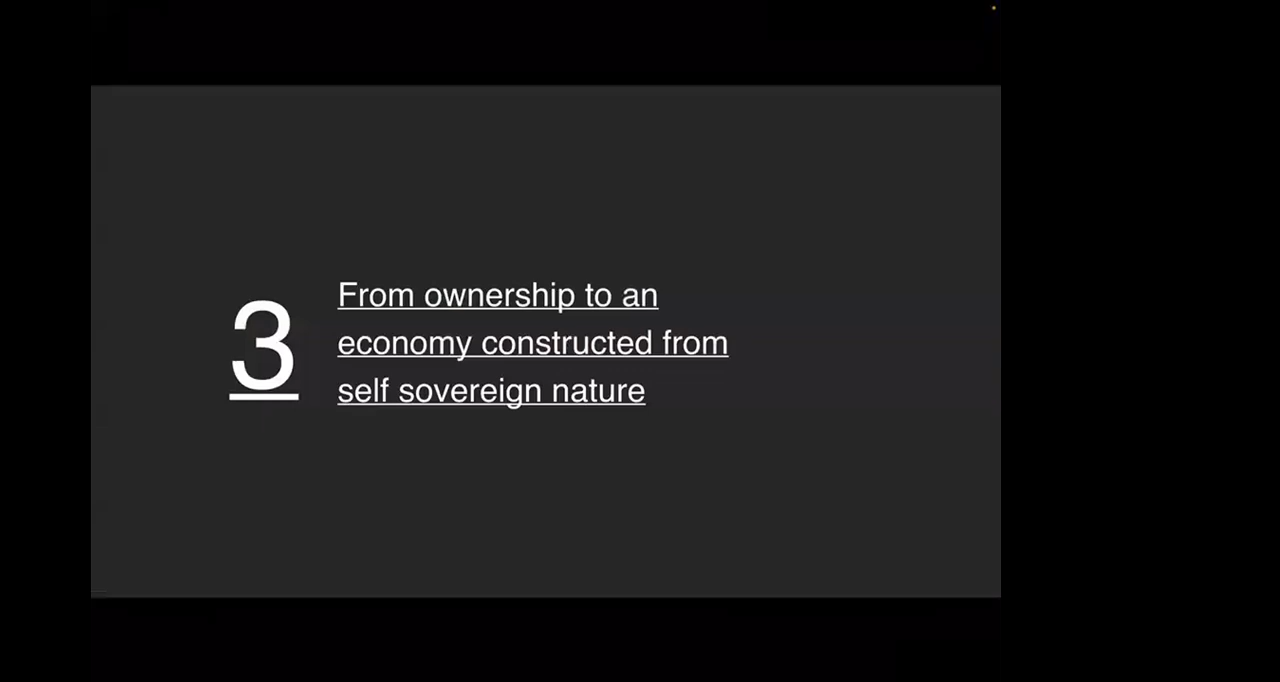 3
From ownership to an
economy constructed from
self sovereign nature